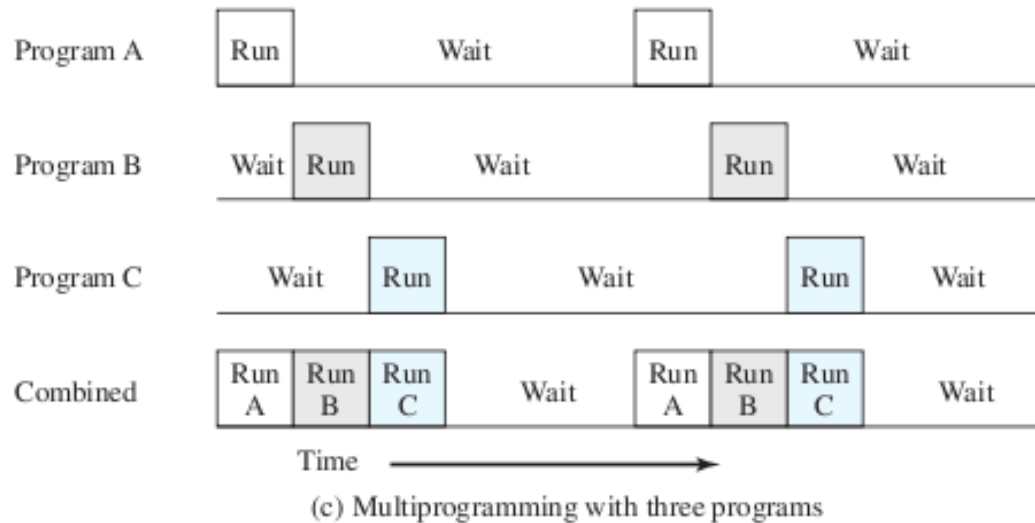 Program A Run Wait Run Wait
Program B Wait Run Wait Run Wait
Program C Wait Run Wait Run Wait
Combined Run A Run B Run C Wait Run A Run B Run C Wait
Time
(c) Multiprogramming with three programs